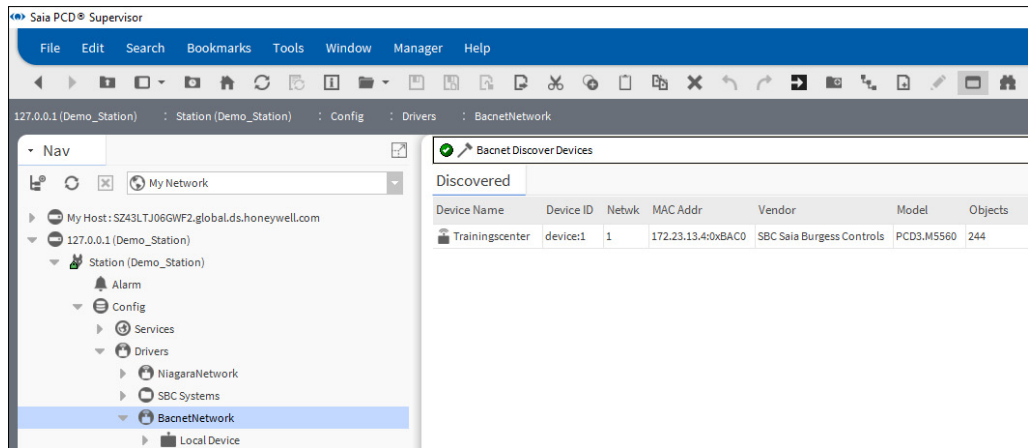 Saia PCD® Supervisor
File Edit Search Bookmarks Tools Window Manager Help
127.0.0.1 (Demo_Station) : Station (Demo_Station) : Config : Drivers : BacnetNetwork
Nav
My Network
My Host : SZ43LTJ06GWF2.global.ds.honeywell.com
127.0.0.1 (Demo_Station)
Station (Demo_Station)
Alarm
Config
Services
Drivers
NiagaraNetwork
SBC Systems
BacnetNetwork
Local Device
Bacnet Discover Devices
Discovered
Device Name Device ID Netwk MAC Addr Vendor Model Objects
Trainingscenter device:1 1 172.23.13.4:0xBAC0 SBC Saia Burgess Controls PCD3.M5560 244